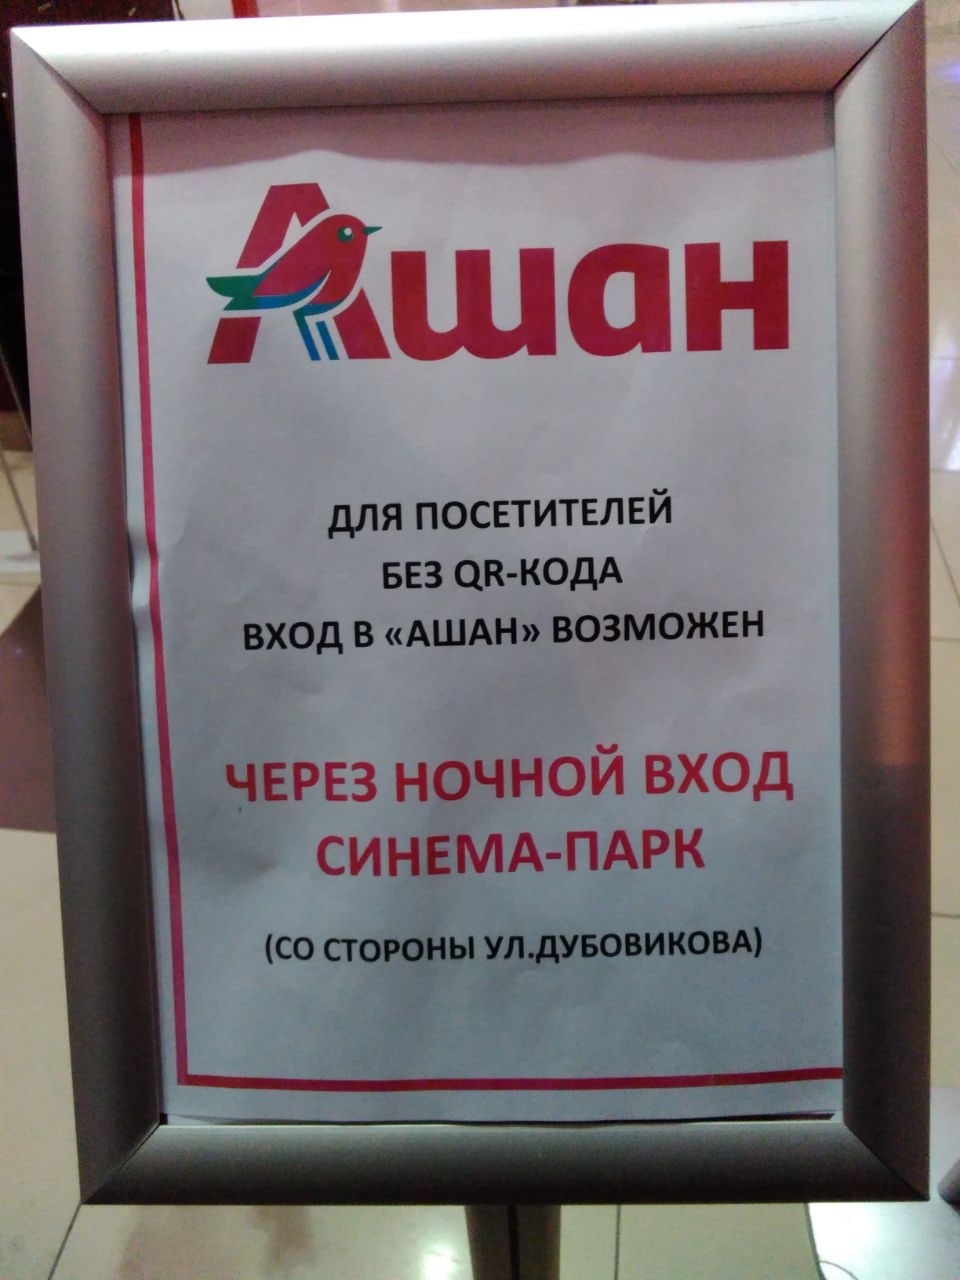 Ашан
ДЛЯ ПОСЕТИТЕЛЕЙ
БЕЗ QR-КОДА
ВХОД В «АШАН» ВОЗМОЖЕН
ЧЕРЕЗ НОЧНОЙ ВХОД
СИНЕМА-ПАРК
(СО СТОРОНЫ УЛ.ДУБОВИКОВА)